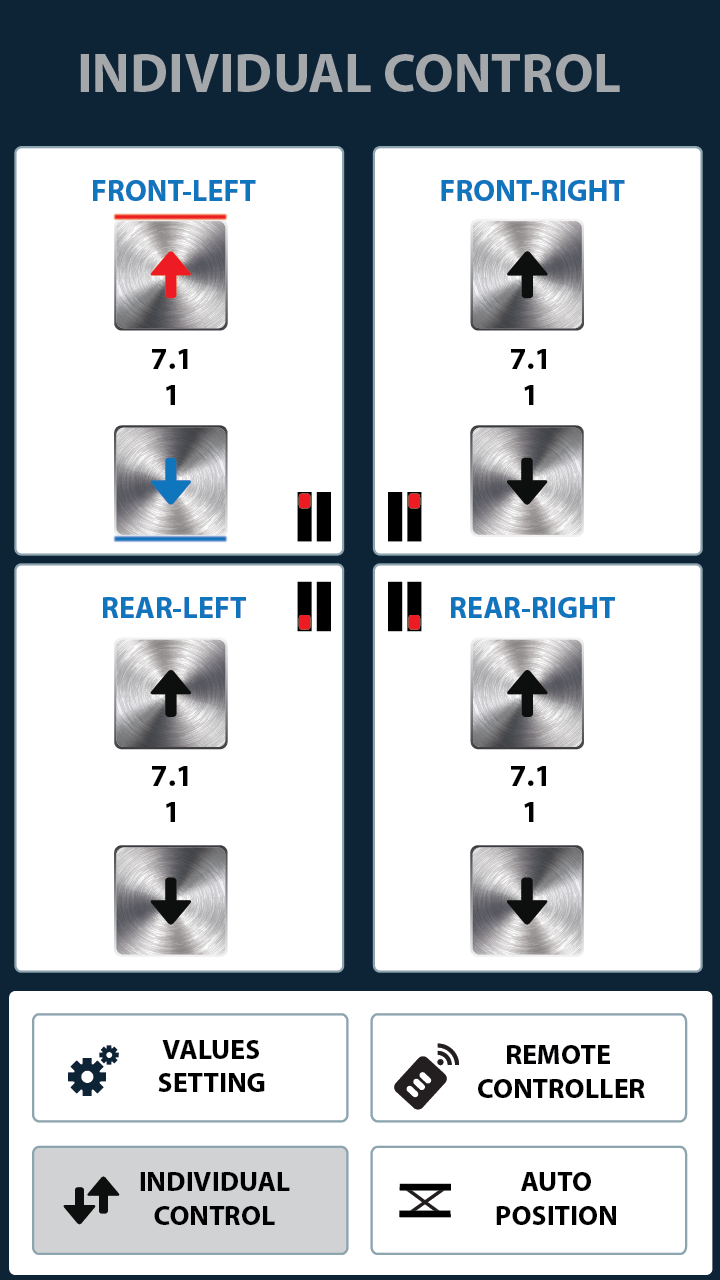 INDIVIDUAL CONTROL
FRONT-LEFT
7.1
1
FRONT-RIGHT
7.1
1
REAR-LEFT
7.1
1
REAR-RIGHT
7.1
1
VALUES
SETTING
REMOTE
CONTROLLER
INDIVIDUAL
CONTROL
AUTO
POSITION